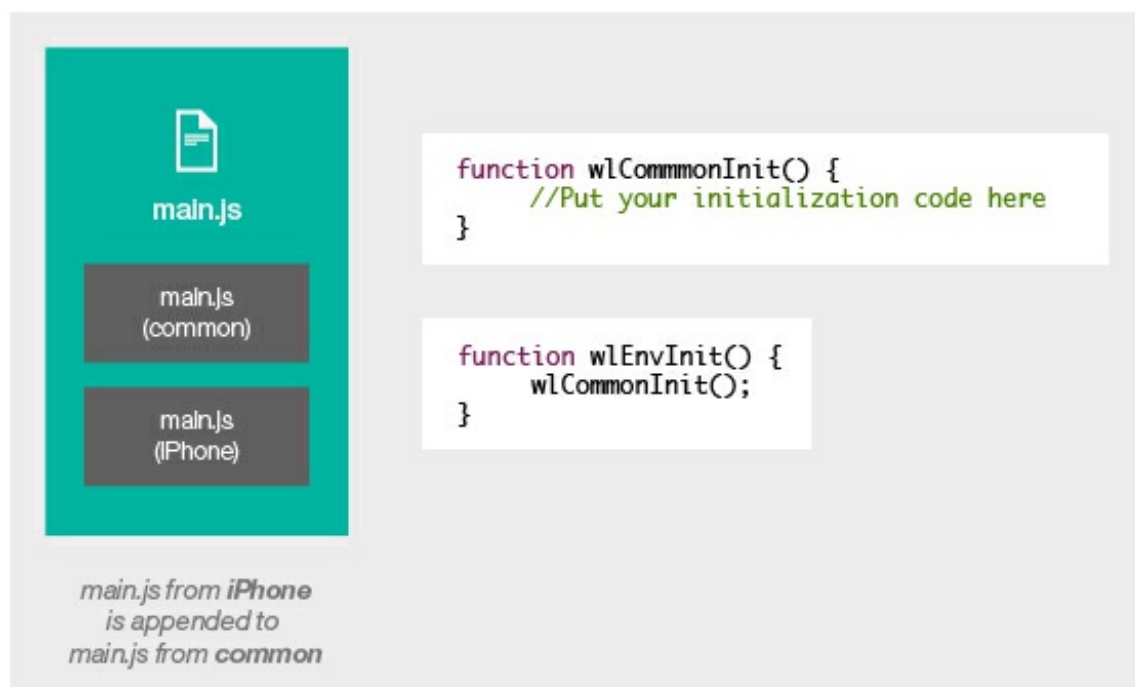 main.js
main.js
(common)
main.js
(iPhone)
main.js from iPhone
is appended to
main.js from common
function wlCommmonInit() {
//Put your initialization code here
}
function wlEnvInit() {
wlCommonInit();
}